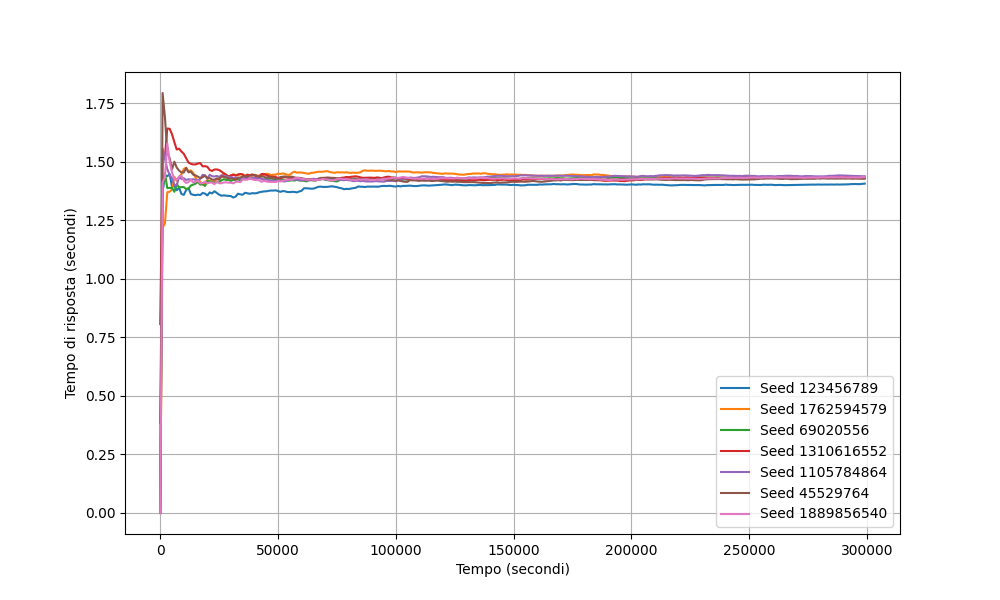 1.75
1.50
1.25
1.00
0.75
0.50
0.25
0.00
Tempo di risposta (secondi)
Seed 123456789
Seed 1762594579
Seed 69020556
Seed 1310616552
Seed 1105784864
Seed 45529764
Seed 1889856540
0 50000 100000 150000 200000 250000 300000
Tempo (secondi)